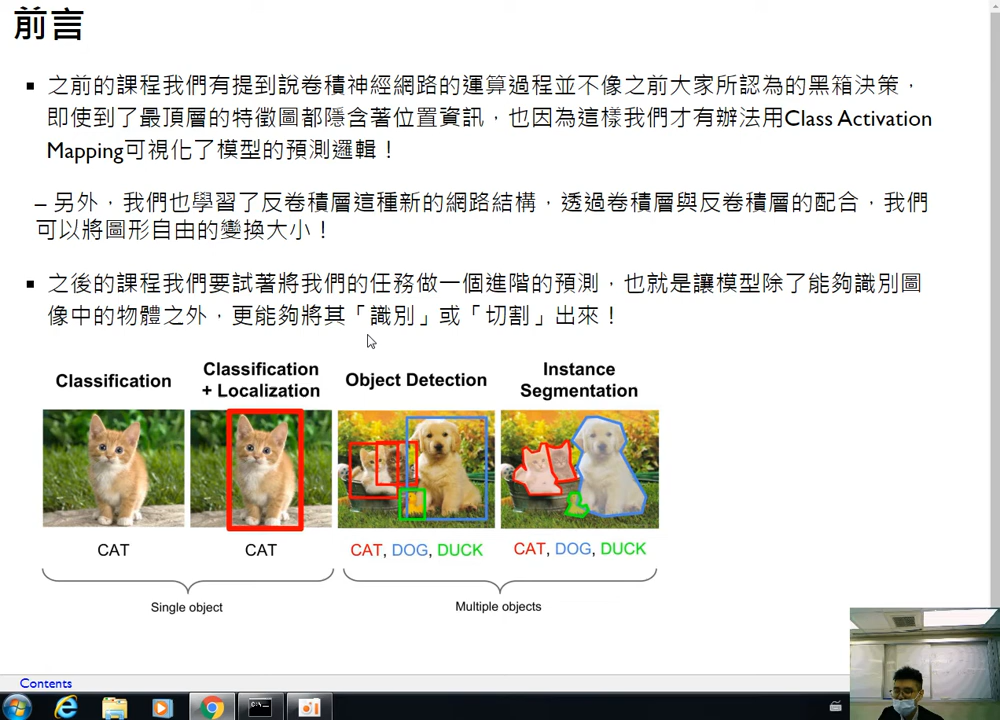 前言
▪ 之前的課程我們有提到說卷積神經網路的運算過程並不像之前大家所認為的黑箱決策，
即使到了最頂層的特徵圖都隱含著位置資訊，也因為這樣我們才有辦法用Class Activation
Mapping可視化了模型的預測邏輯！
– 另外，我們也學習了反卷積層這種新的網路結構，透過卷積層與反卷積層的配合，我們
可以將圖形自由的變換大小！
▪ 之後的課程我們要試著將我們的任務做一個進階的預測，也就是讓模型除了能夠識別圖
像中的物體之外，更能夠將其「識別」或「切割」出來！
Classification
Classification
+ Localization
Object Detection
Instance
Segmentation
CAT
CAT
CAT, DOG, DUCK
CAT, DOG, DUCK
Single object
Multiple objects
Contents